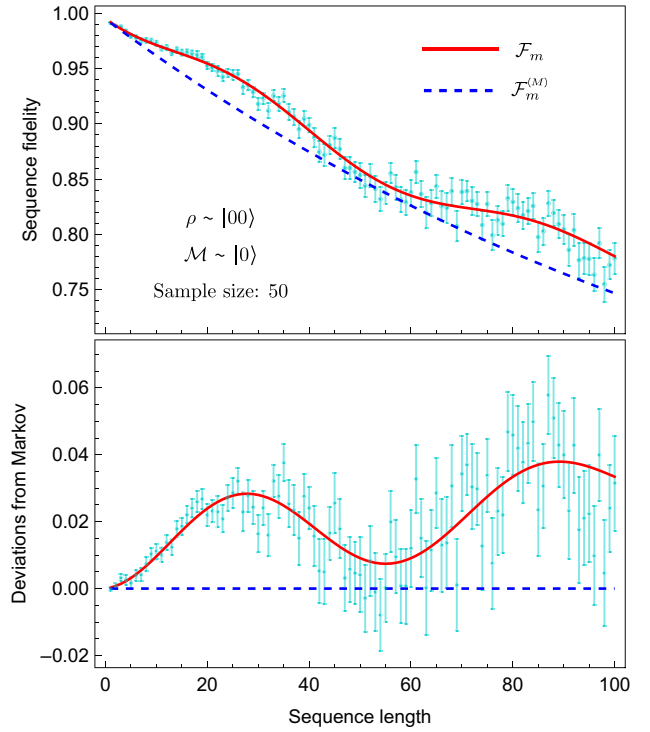 1.00
0.95
0.90
0.85
0.80
0.75
Sequence fidelity
ℱₘ
ℱₘ⁽ᴹ⁾
ρ ~ |00⟩
ℳ ~ |0⟩
Sample size: 50
0.06
0.04
0.02
0.00
−0.02
Deviations from Markov
0 20 40 60 80 100
Sequence length